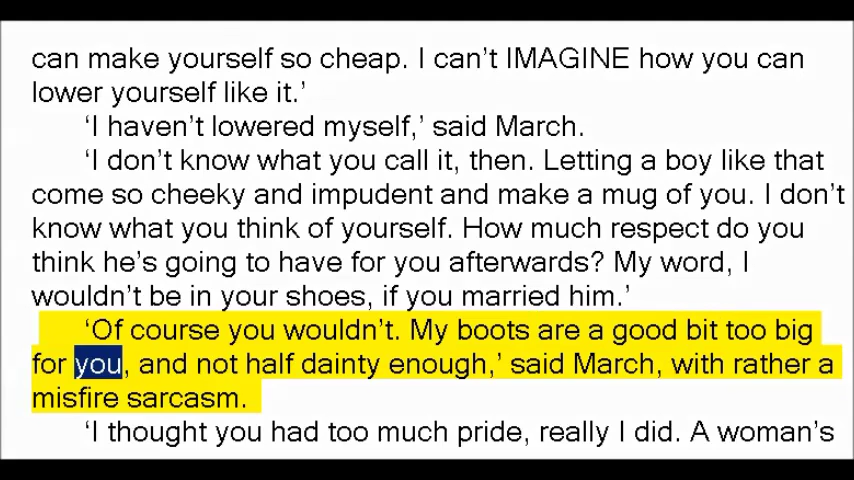 can make yourself so cheap. I can’t IMAGINE how you can
lower yourself like it.’
‘I haven’t lowered myself,’ said March.
‘I don’t know what you call it, then. Letting a boy like that
come so cheeky and impudent and make a mug of you. I don’t
know what you think of yourself. How much respect do you
think he’s going to have for you afterwards? My word, I
wouldn’t be in your shoes, if you married him.’
‘Of course you wouldn’t. My boots are a good bit too big
for you, and not half dainty enough,’ said March, with rather a
misfire sarcasm.
‘I thought you had too much pride, really I did. A woman’s